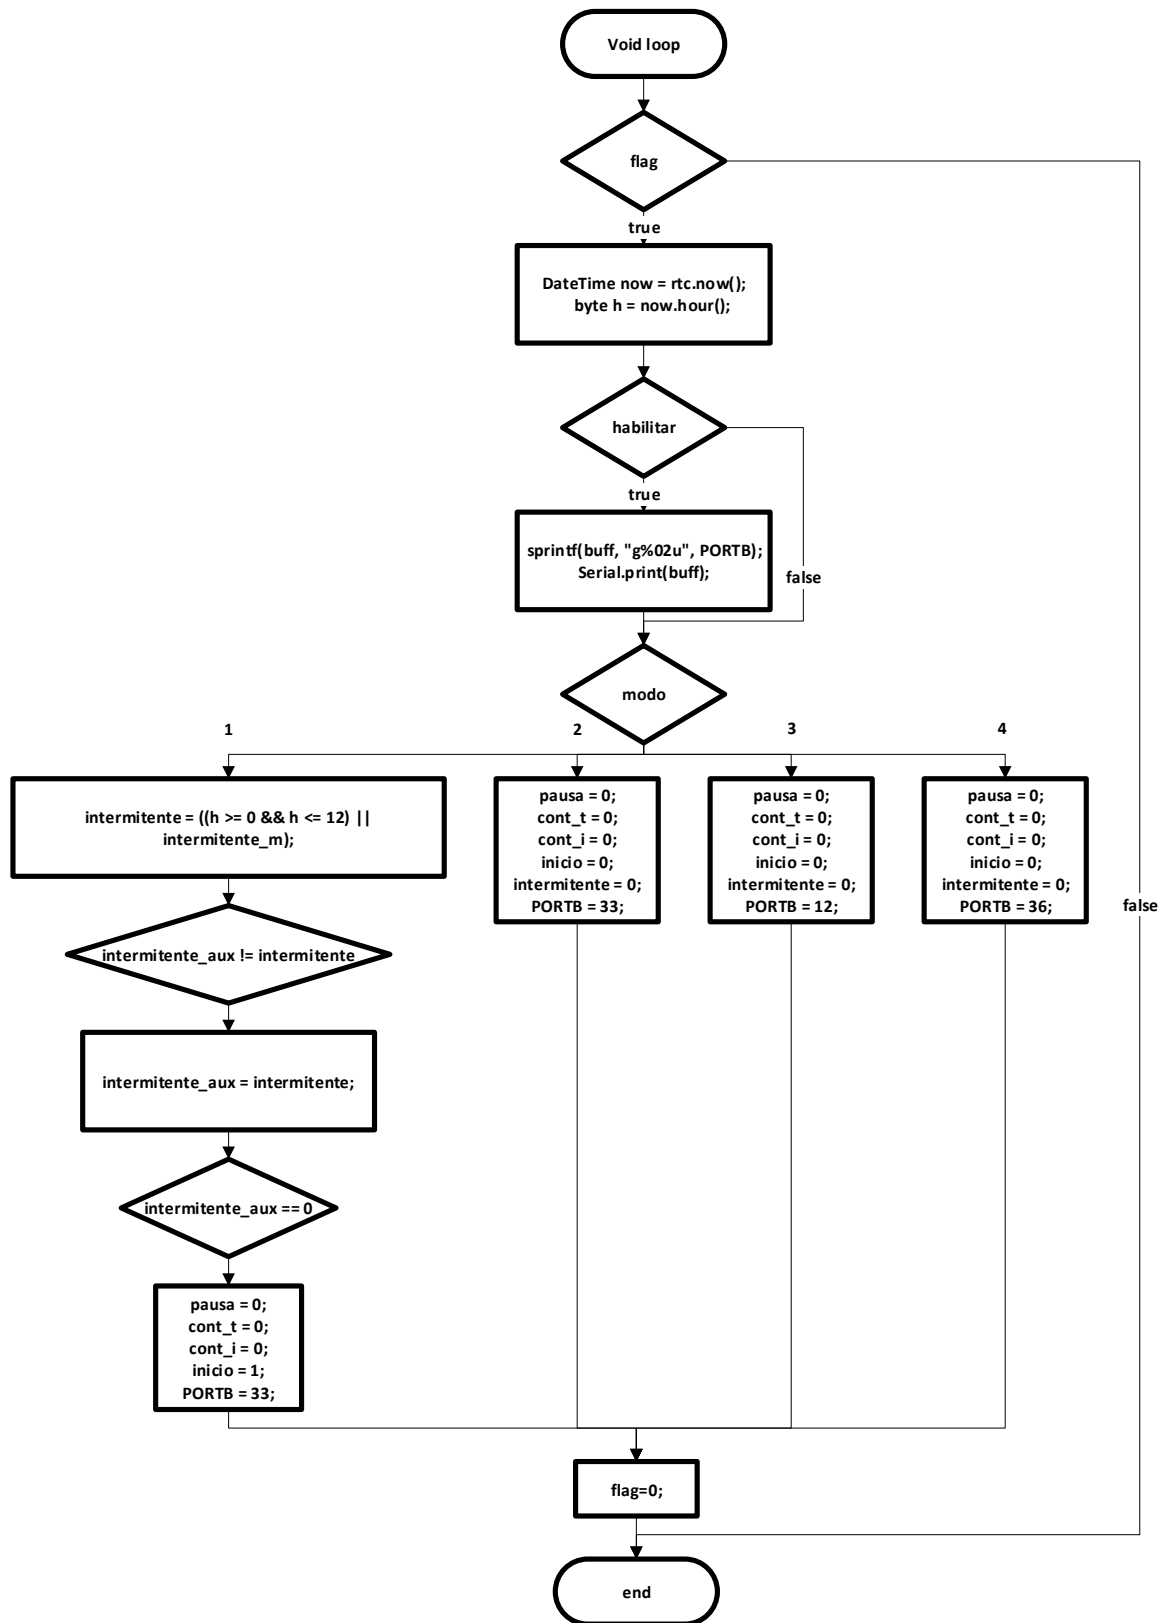 Void loop
flag
true
DateTime now = rtc.now();
byte h = now.hour();
habilitar
true
sprintf(buff, "g%02u", PORTB);
Serial.print(buff);
false
modo
1
2
3
4
intermitente = ((h >= 0 && h <= 12) ||
intermitente_m);
pausa = 0;
cont_t = 0;
cont_i = 0;
inicio = 0;
intermitente = 0;
PORTB = 33;
pausa = 0;
cont_t = 0;
cont_i = 0;
inicio = 0;
intermitente = 0;
PORTB = 12;
pausa = 0;
cont_t = 0;
cont_i = 0;
inicio = 0;
intermitente = 0;
PORTB = 36;
false
intermitente_aux != intermitente
intermitente_aux = intermitente;
intermitente_aux == 0
pausa = 0;
cont_t = 0;
cont_i = 0;
inicio = 1;
PORTB = 33;
flag=0;
end